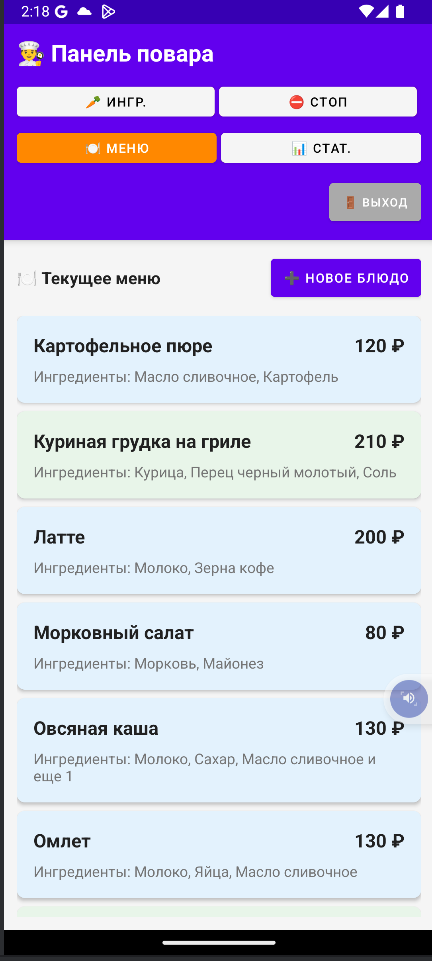 2:18 G
👨‍🍳 Панель повара
🥕 ИНГР.
⛔ СТОП
🍽️ МЕНЮ
📊 СТАТ.
🚪 ВЫХОД
🍽️ Текущее меню
➕ НОВОЕ БЛЮДО
Картофельное пюре 120 ₽
Ингредиенты: Масло сливочное, Картофель
Куриная грудка на гриле 210 ₽
Ингредиенты: Курица, Перец черный молотый, Соль
Латте 200 ₽
Ингредиенты: Молоко, Зерна кофе
Морковный салат 80 ₽
Ингредиенты: Морковь, Майонез
Овсяная каша 130 ₽
Ингредиенты: Молоко, Сахар, Масло сливочное и
еще 1
Омлет 130 ₽
Ингредиенты: Молоко, Яйца, Масло сливочное